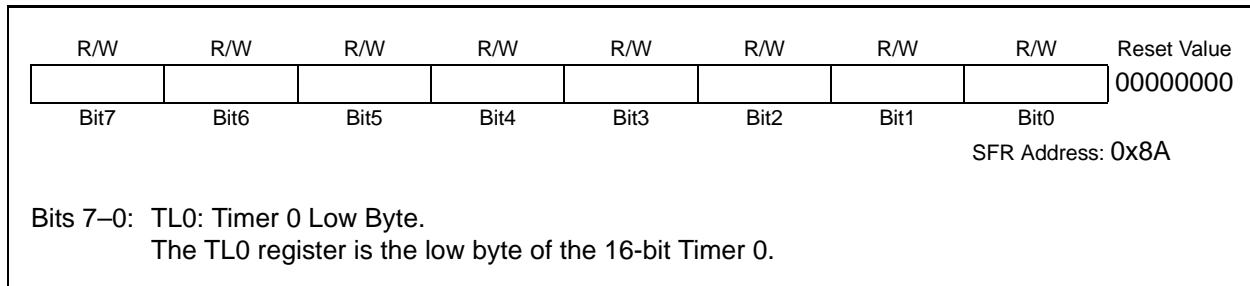 R/W R/W R/W R/W R/W R/W R/W R/W Reset Value
00000000
Bit7 Bit6 Bit5 Bit4 Bit3 Bit2 Bit1 Bit0
SFR Address: 0x8A
Bits 7–0: TL0: Timer 0 Low Byte.
The TL0 register is the low byte of the 16-bit Timer 0.